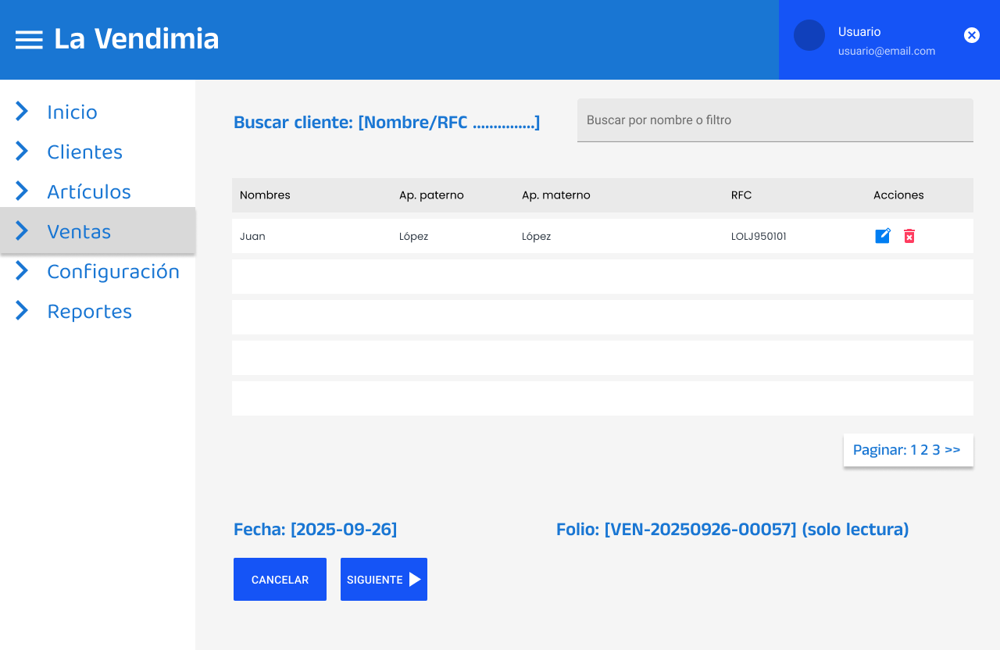 La Vendimia
Usuario
usuario@email.com
Inicio
Clientes
Artículos
Ventas
Configuración
Reportes
Buscar cliente: [Nombre/RFC ...............]
Buscar por nombre o filtro
Nombres Ap. paterno Ap. materno RFC Acciones
Juan López López LOLJ950101
Paginar: 1 2 3 >>
Fecha: [2025-09-26]
Folio: [VEN-20250926-00057] (solo lectura)
CANCELAR
SIGUIENTE